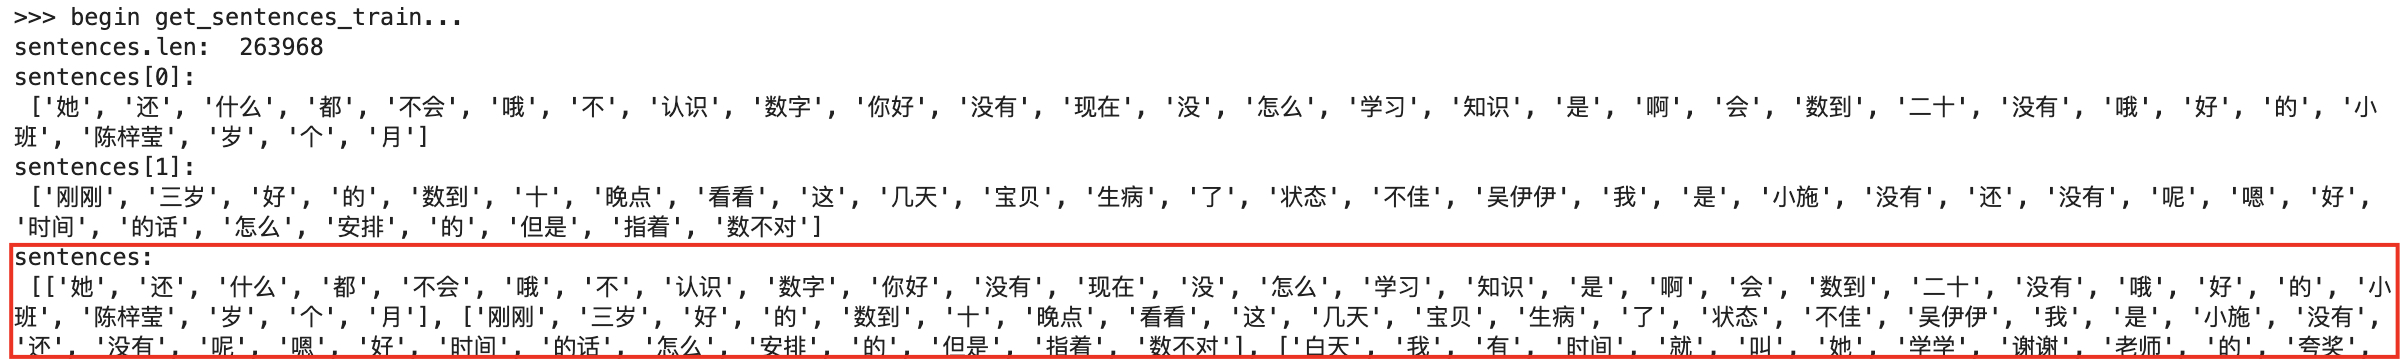 >>> begin get_sentences_train...
sentences.len:  263968
sentences[0]:
 ['她', '还', '什么', '都', '不会', '哦', '不', '认识', '数字', '你好', '没有', '现在', '没', '怎么', '学习', '知识', '是', '啊', '会', '数到', '二十', '没有', '哦', '好', '的', '小
班', '陈梓莹', '岁', '个', '月']
sentences[1]:
 ['刚刚', '三岁', '好', '的', '数到', '十', '晚点', '看看', '这', '几天', '宝贝', '生病', '了', '状态', '不佳', '吴伊伊', '我', '是', '小施', '没有', '还', '没有', '呢', '嗯', '好',
'时间', '的话', '怎么', '安排', '的', '但是', '指着', '数不对']
sentences:
 [['她', '还', '什么', '都', '不会', '哦', '不', '认识', '数字', '你好', '没有', '现在', '没', '怎么', '学习', '知识', '是', '啊', '会', '数到', '二十', '没有', '哦', '好', '的', '小
班', '陈梓莹', '岁', '个', '月'], ['刚刚', '三岁', '好', '的', '数到', '十', '晚点', '看看', '这', '几天', '宝贝', '生病', '了', '状态', '不佳', '吴伊伊', '我', '是', '小施', '没有',
'还', '没有', '呢', '嗯', '好', '时间', '的话', '怎么', '安排', '的', '但是', '指着', '数不对'], ['白天', '我', '有', '时间', '就', '叫', '她', '学学', '谢谢', '老师', '的', '夸奖',